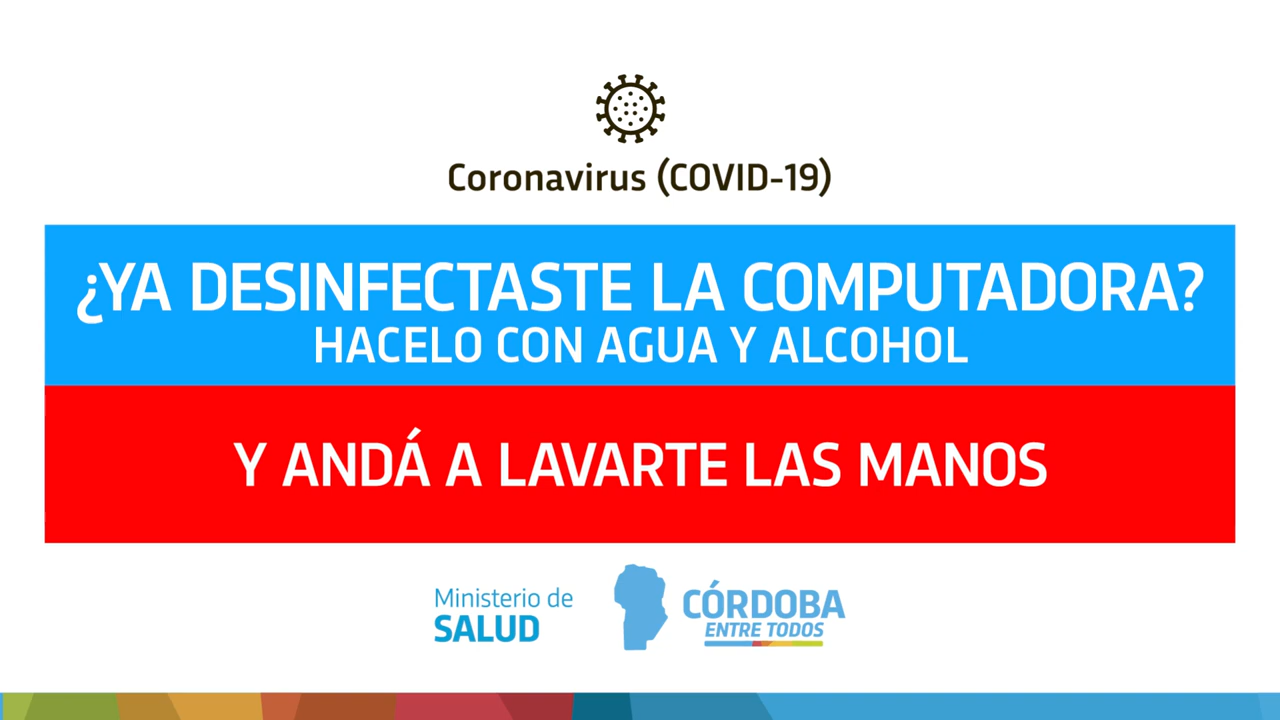 Coronavirus (COVID-19)
¿YA DESINFECTASTE LA COMPUTADORA?
HACELO CON AGUA Y ALCOHOL
Y ANDÁ A LAVARTE LAS MANOS
Ministerio de
SALUD
CÓRDOBA
ENTRE TODOS